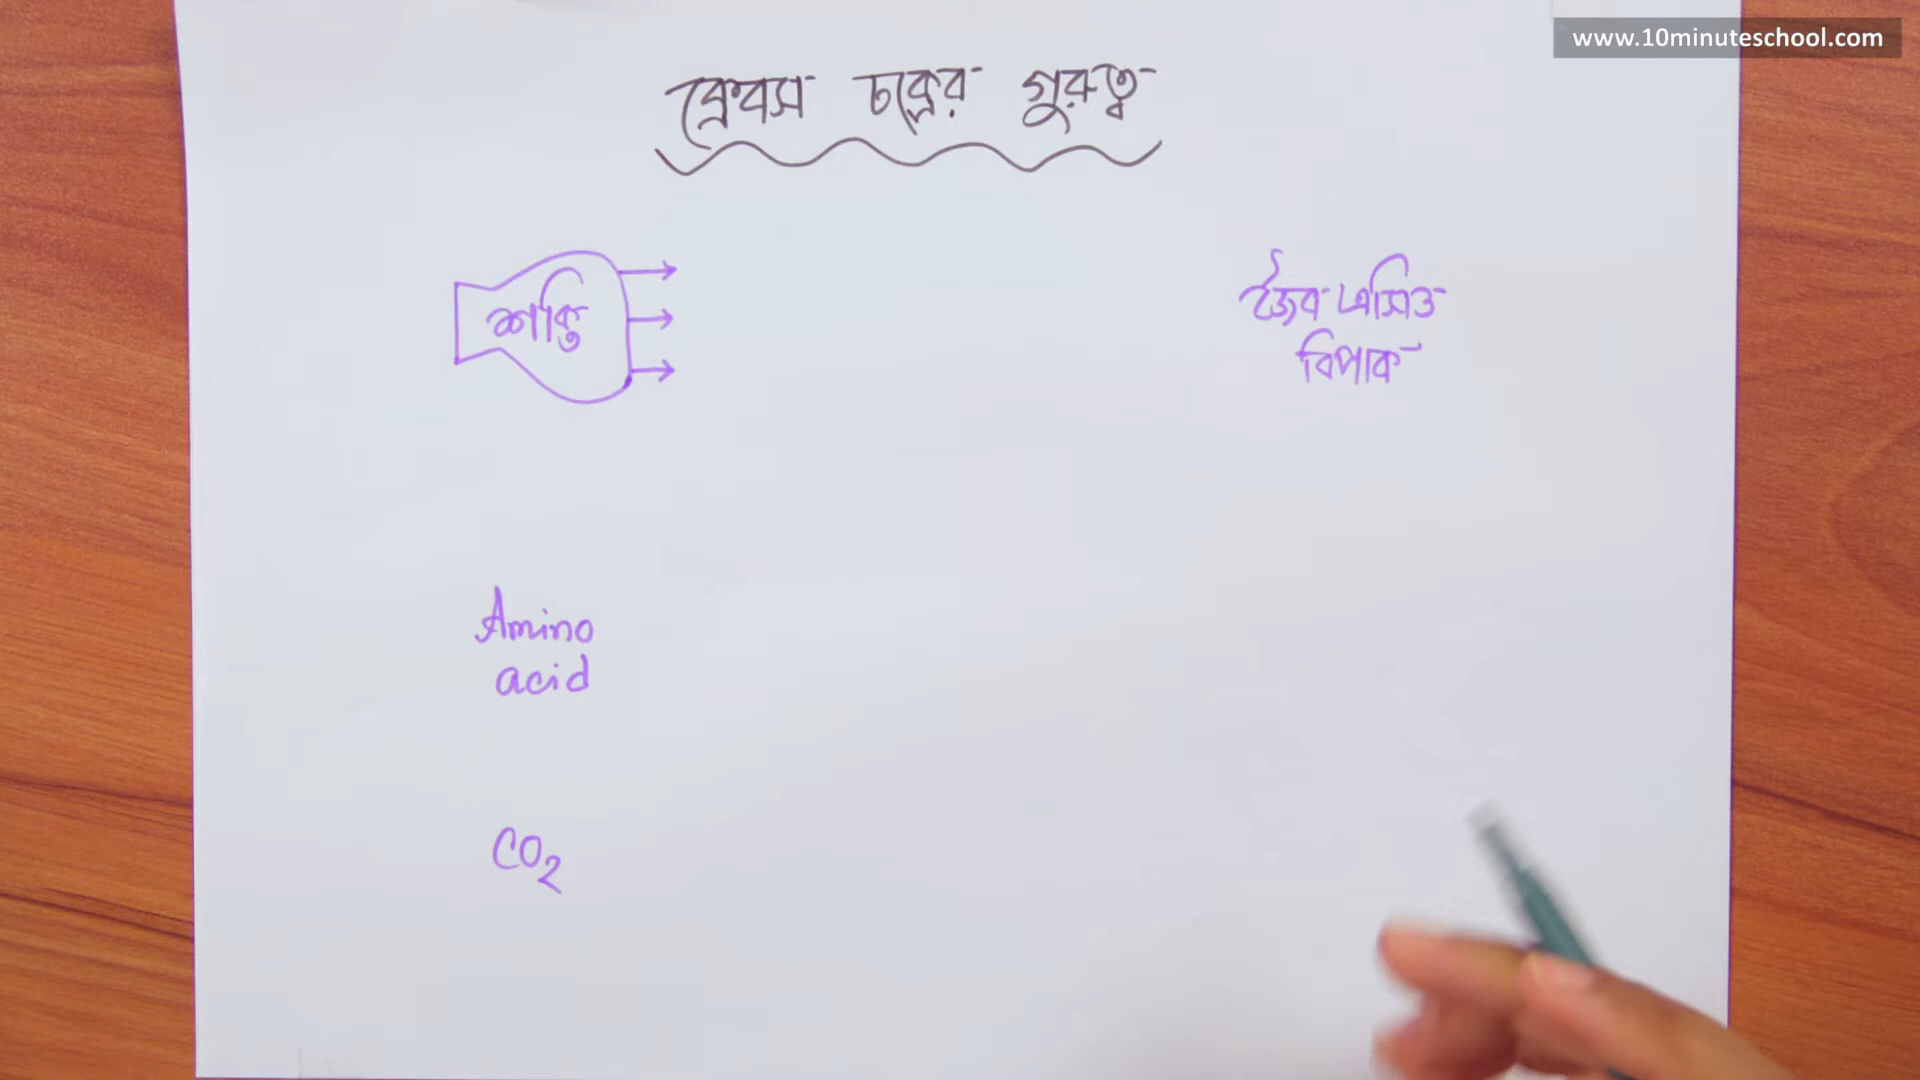 www.10minuteschool.com
ক্রেবস চক্রের গুরুত্ব
শক্তি
জৈব এসিড
বিপাক
Amino
acid
CO2